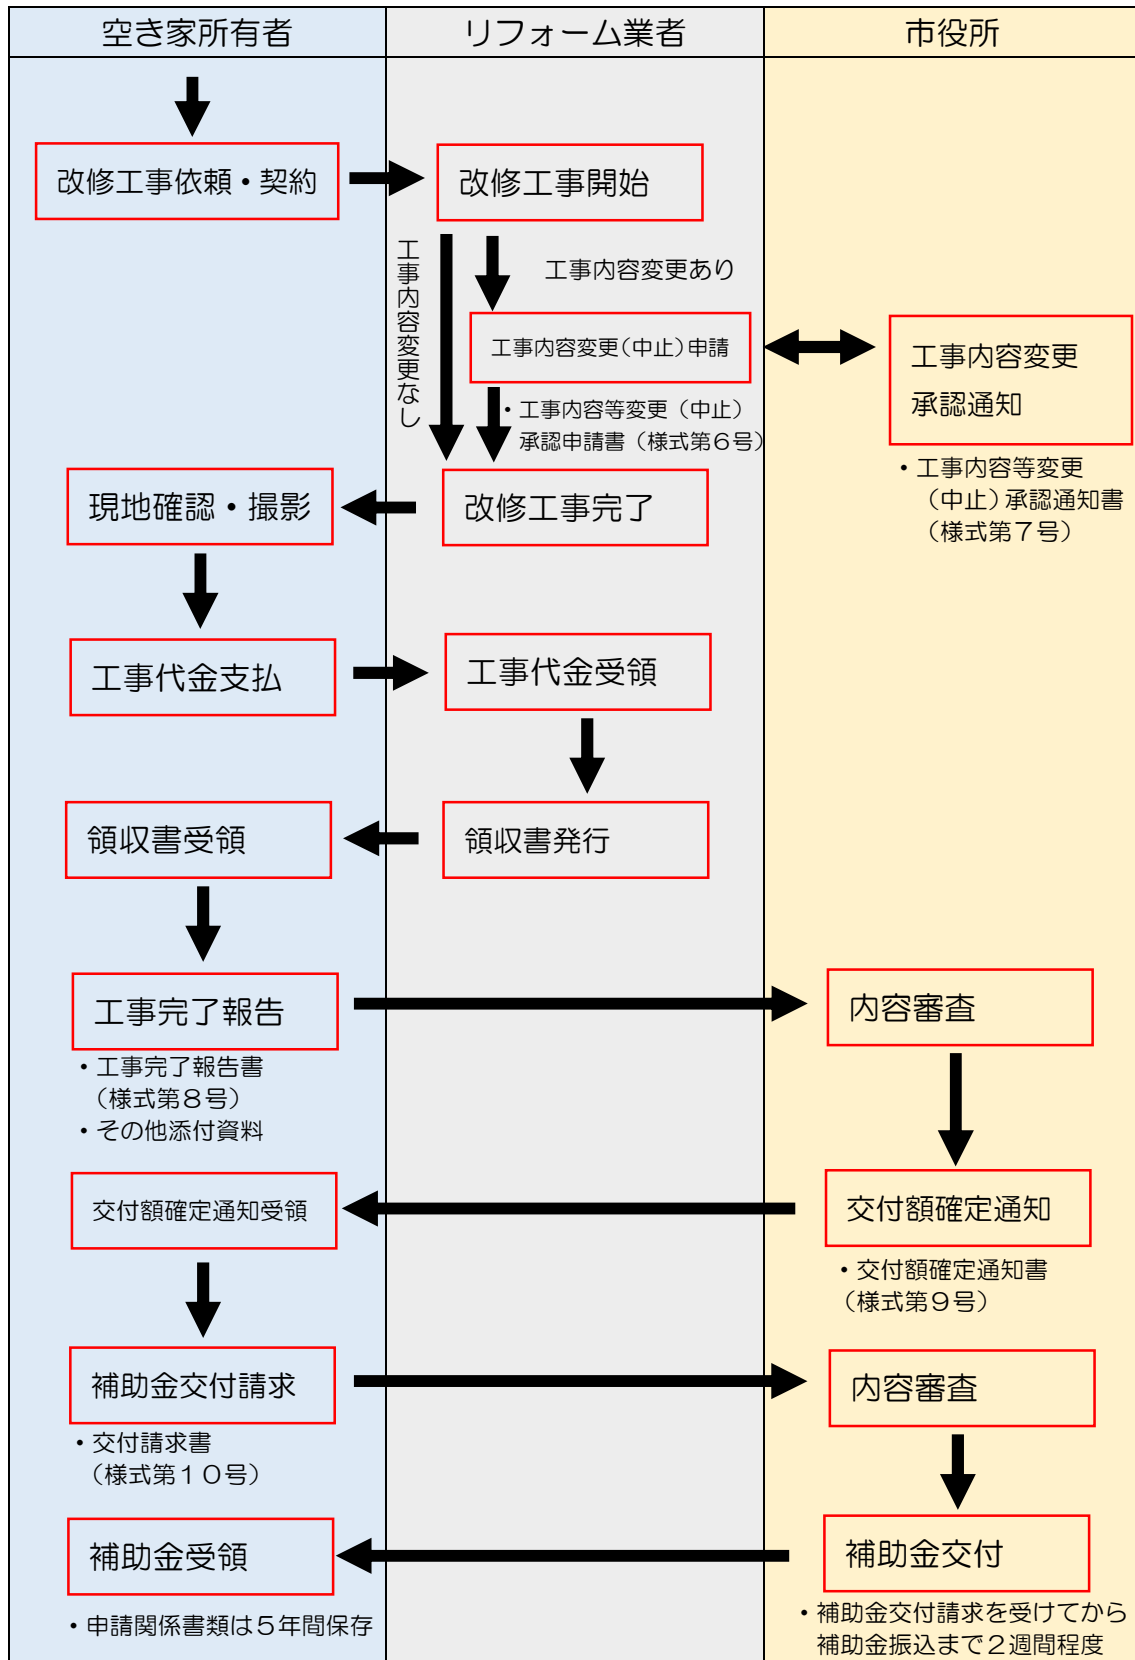 空き家所有者
リフォーム業者
市役所
改修工事依頼・契約
改修工事開始
工事内容変更なし
工事内容変更あり
工事内容変更（中止）申請
・工事内容等変更（中止）
承認申請書（様式第６号）
工事内容変更
承認通知
・工事内容等変更
（中止）承認通知書
（様式第７号）
現地確認・撮影
改修工事完了
工事代金支払
工事代金受領
領収書受領
領収書発行
工事完了報告
・工事完了報告書
（様式第８号）
・その他添付資料
内容審査
交付額確定通知受領
交付額確定通知
・交付額確定通知書
（様式第９号）
補助金交付請求
・交付請求書
（様式第１０号）
内容審査
補助金受領
・申請関係書類は５年間保存
補助金交付
・補助金交付請求を受けてから
補助金振込まで２週間程度